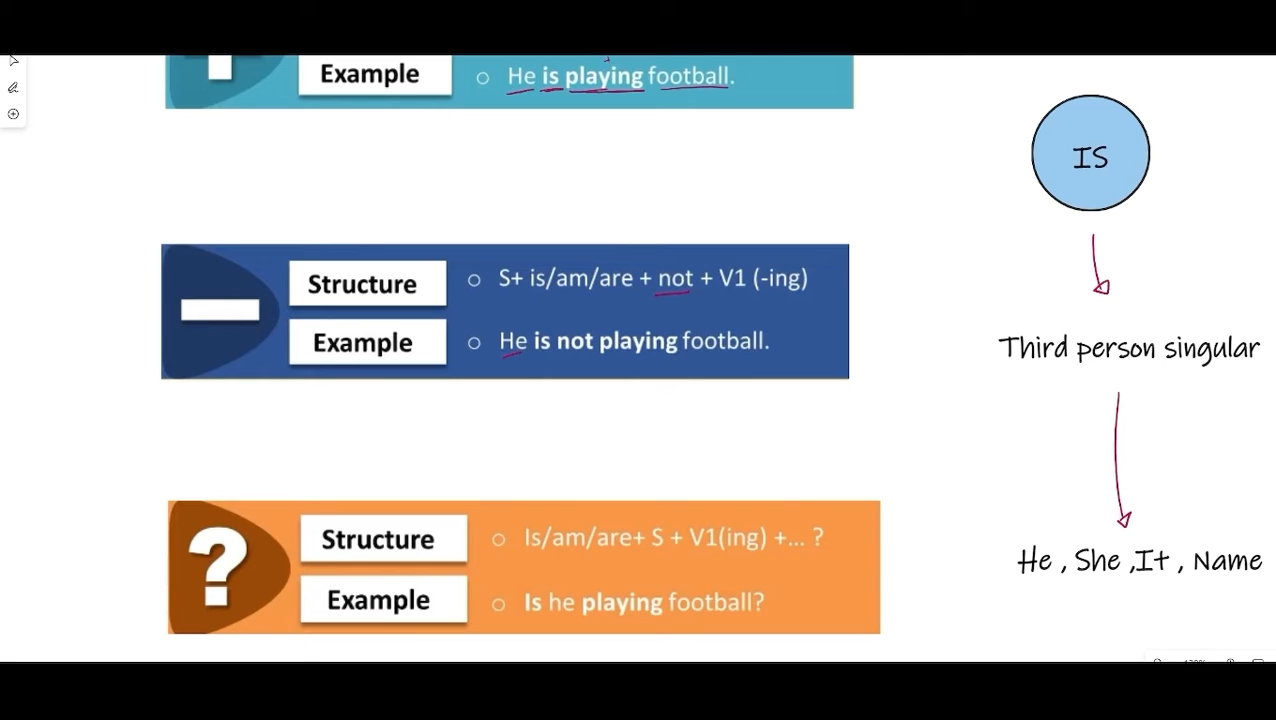 Example
He is playing football.
IS
Structure
S+ is/am/are + not + V1 (-ing)
Example
He is not playing football.
Third person singular
?
Structure
Is/am/are+ S + V1(ing) +... ?
Example
Is he playing football?
He , She ,It , Name